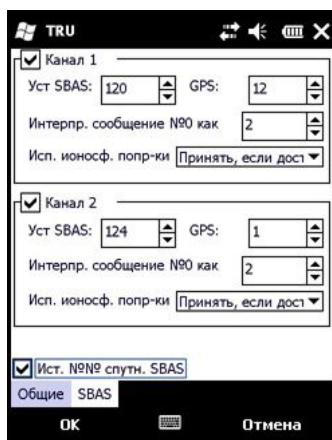 TRU
Канал 1
Уст SBAS: 120 GPS: 12
Интерпр. сообщение №0 как 2
Исп. ионосф. попр-ки Принять, если дост
Канал 2
Уст SBAS: 124 GPS: 1
Интерпр. сообщение №0 как 2
Исп. ионосф. попр-ки Принять, если дост
Ист. №№ спутн. SBAS
Общие SBAS
ОК Отмена